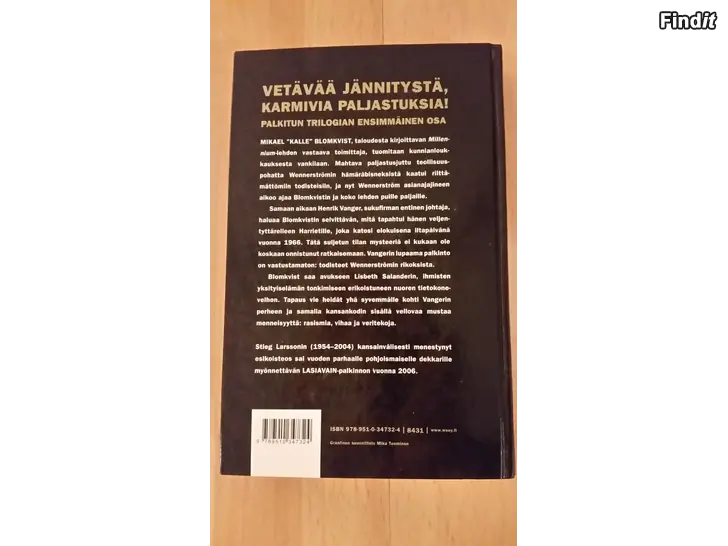 Findit
VETÄVÄÄ JÄNNITYSTÄ,
KARMIVIA PALJASTUKSIA!
PALKITUN TRILOGIAN ENSIMMÄINEN OSA
MIKAEL "KALLE" BLOMKVIST, taloudesta kirjoittavan Millen-
nium-lehden vastaava toimittaja, tuomitaan kunnianlouk-
kauksesta vankilaan. Mahtava paljastusjuttu teollisuus-
pohatta Wennerströmin hämäräbisneksistä kaatui riittä-
mättömiin todisteisiin, ja nyt Wennerström asianajajineen
aikoo ajaa Blomkvistin ja koko lehden puille paljaille.
Samaan aikaan Henrik Vanger, sukufirman entinen johtaja,
haluaa Blomkvistin selvittävän, mitä tapahtui hänen veljen-
tyttärelleen Harrietille, joka katosi elokuisena iltapäivänä
vuonna 1966. Tätä suljetun tilan mysteeriä ei kukaan ole
koskaan onnistunut ratkaisemaan. Vangerin lupaama palkinto
on vastustamaton: todisteet Wennerströmin rikoksista.
Blomkvist saa avukseen Lisbeth Salanderin, ihmisten
yksityiselämän tonkimiseen erikoistuneen nuoren tietokone-
velhon. Tapaus vie heidät yhä syvemmälle kohti Vangerin
perheen ja samalla kansankodin sisällä vellovaa mustaa
menneisyyttä: rasismia, vihaa ja veritekoja.
Stieg Larssonin (1954–2004) kansainvälisesti menestynyt
esikoisteos sai vuoden parhaalle pohjoismaiselle dekkarille
myönnettävän LASIAVAIN-palkinnon vuonna 2006.
ISBN 978-951-0-34732-4 | 8431 | www.wsoy.fi
Graafinen suunnittelu Mika Tuominen
9 789510 347324